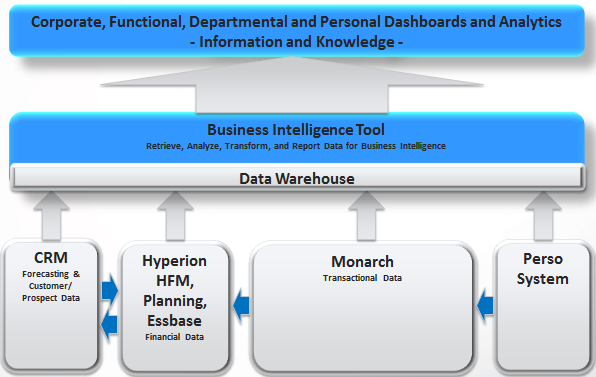 Corporate, Functional, Departmental and Personal Dashboards and Analytics
- Information and Knowledge -
Business Intelligence Tool
Retrieve, Analyze, Transform, and Report Data for Business Intelligence
Data Warehouse
CRM
Forecasting &
Customer/
Prospect Data
Hyperion
HFM,
Planning,
Essbase
Financial Data
Monarch
Transactional Data
Perso
System